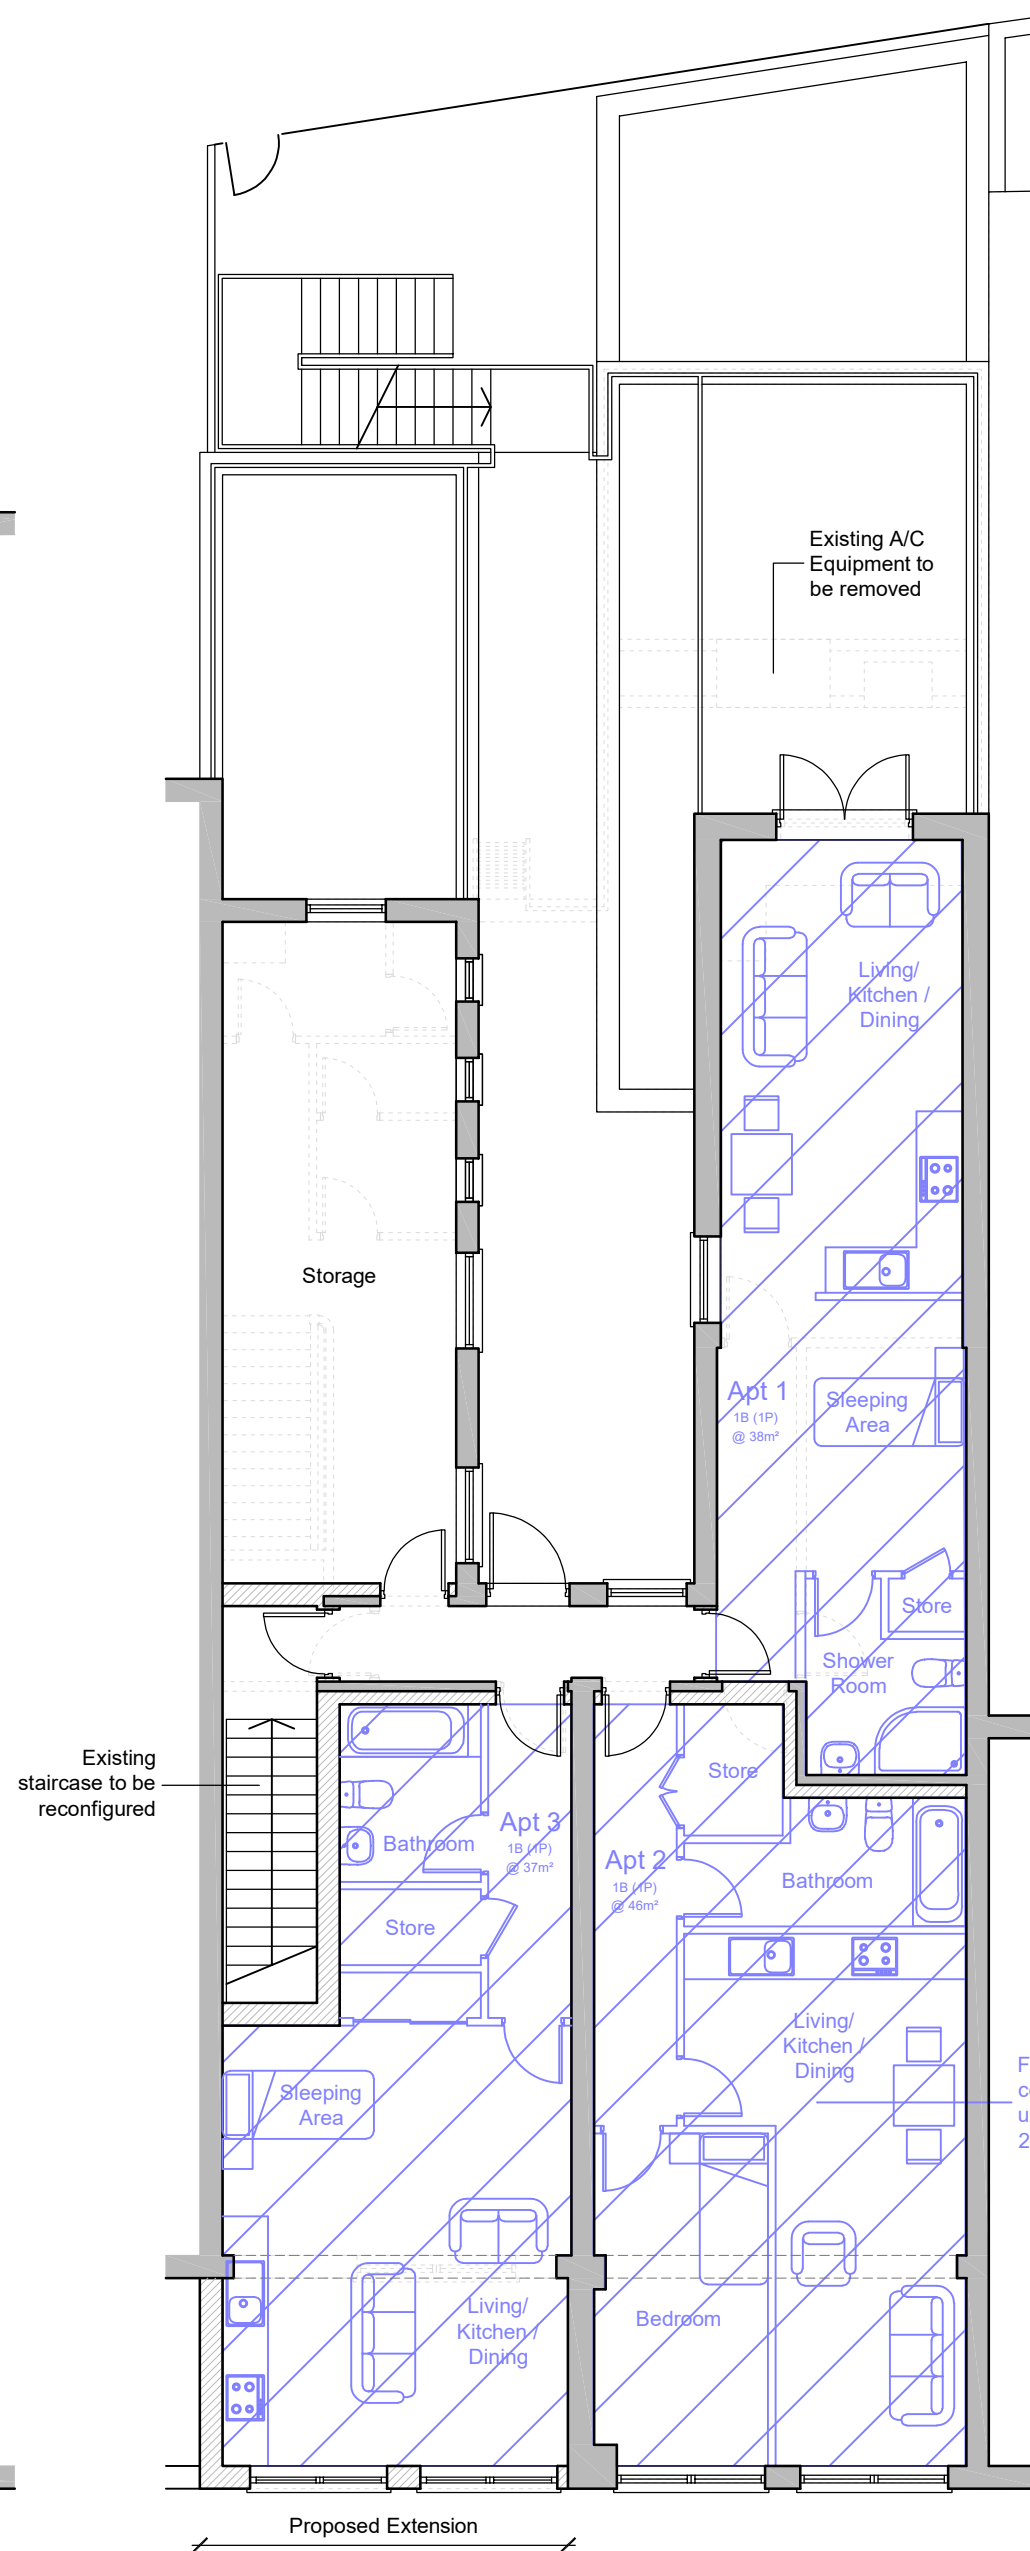 Existing A/C
Equipment to
be removed
Living/
Kitchen /
Dining
Storage
Apt 1
1B (1P)
@ 38m²
Sleeping
Area
Store
Shower
Room
Existing
staircase to be
reconfigured
Store
Apt 3
1B (1P)
@ 37m²
Bathroom
Apt 2
1B (1P)
@ 46m²
Bathroom
Store
Living/
Kitchen /
Dining
Sleeping
Area
F
c
u
2
Living/
Kitchen /
Dining
Bedroom
Proposed Extension